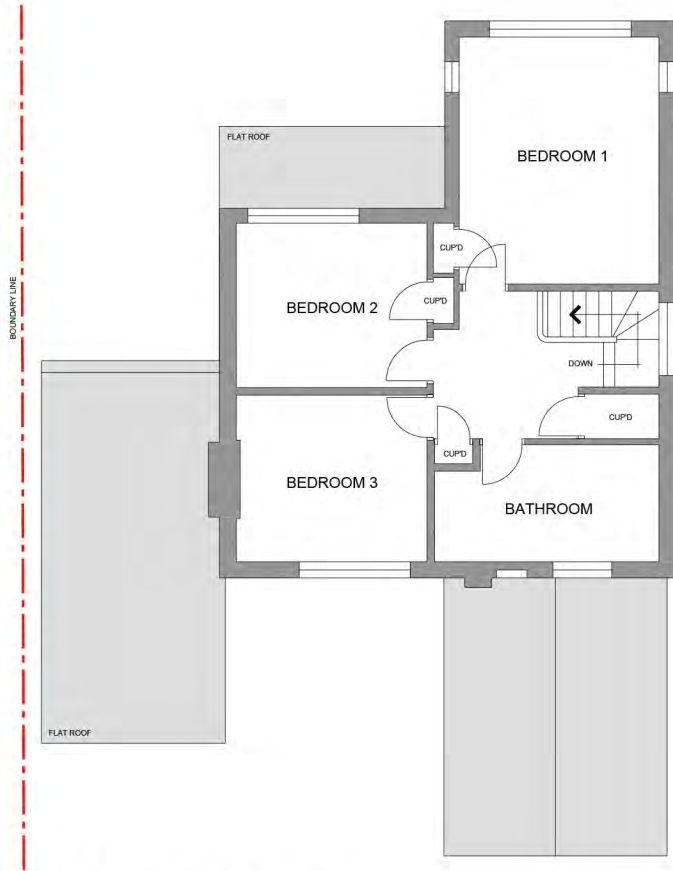 FLAT ROOF
BEDROOM 1
CUP'D
BEDROOM 2
CUP'D
BOUNDARY LINE
DOWN
CUP'D
CUP'D
BEDROOM 3
BATHROOM
FLAT ROOF